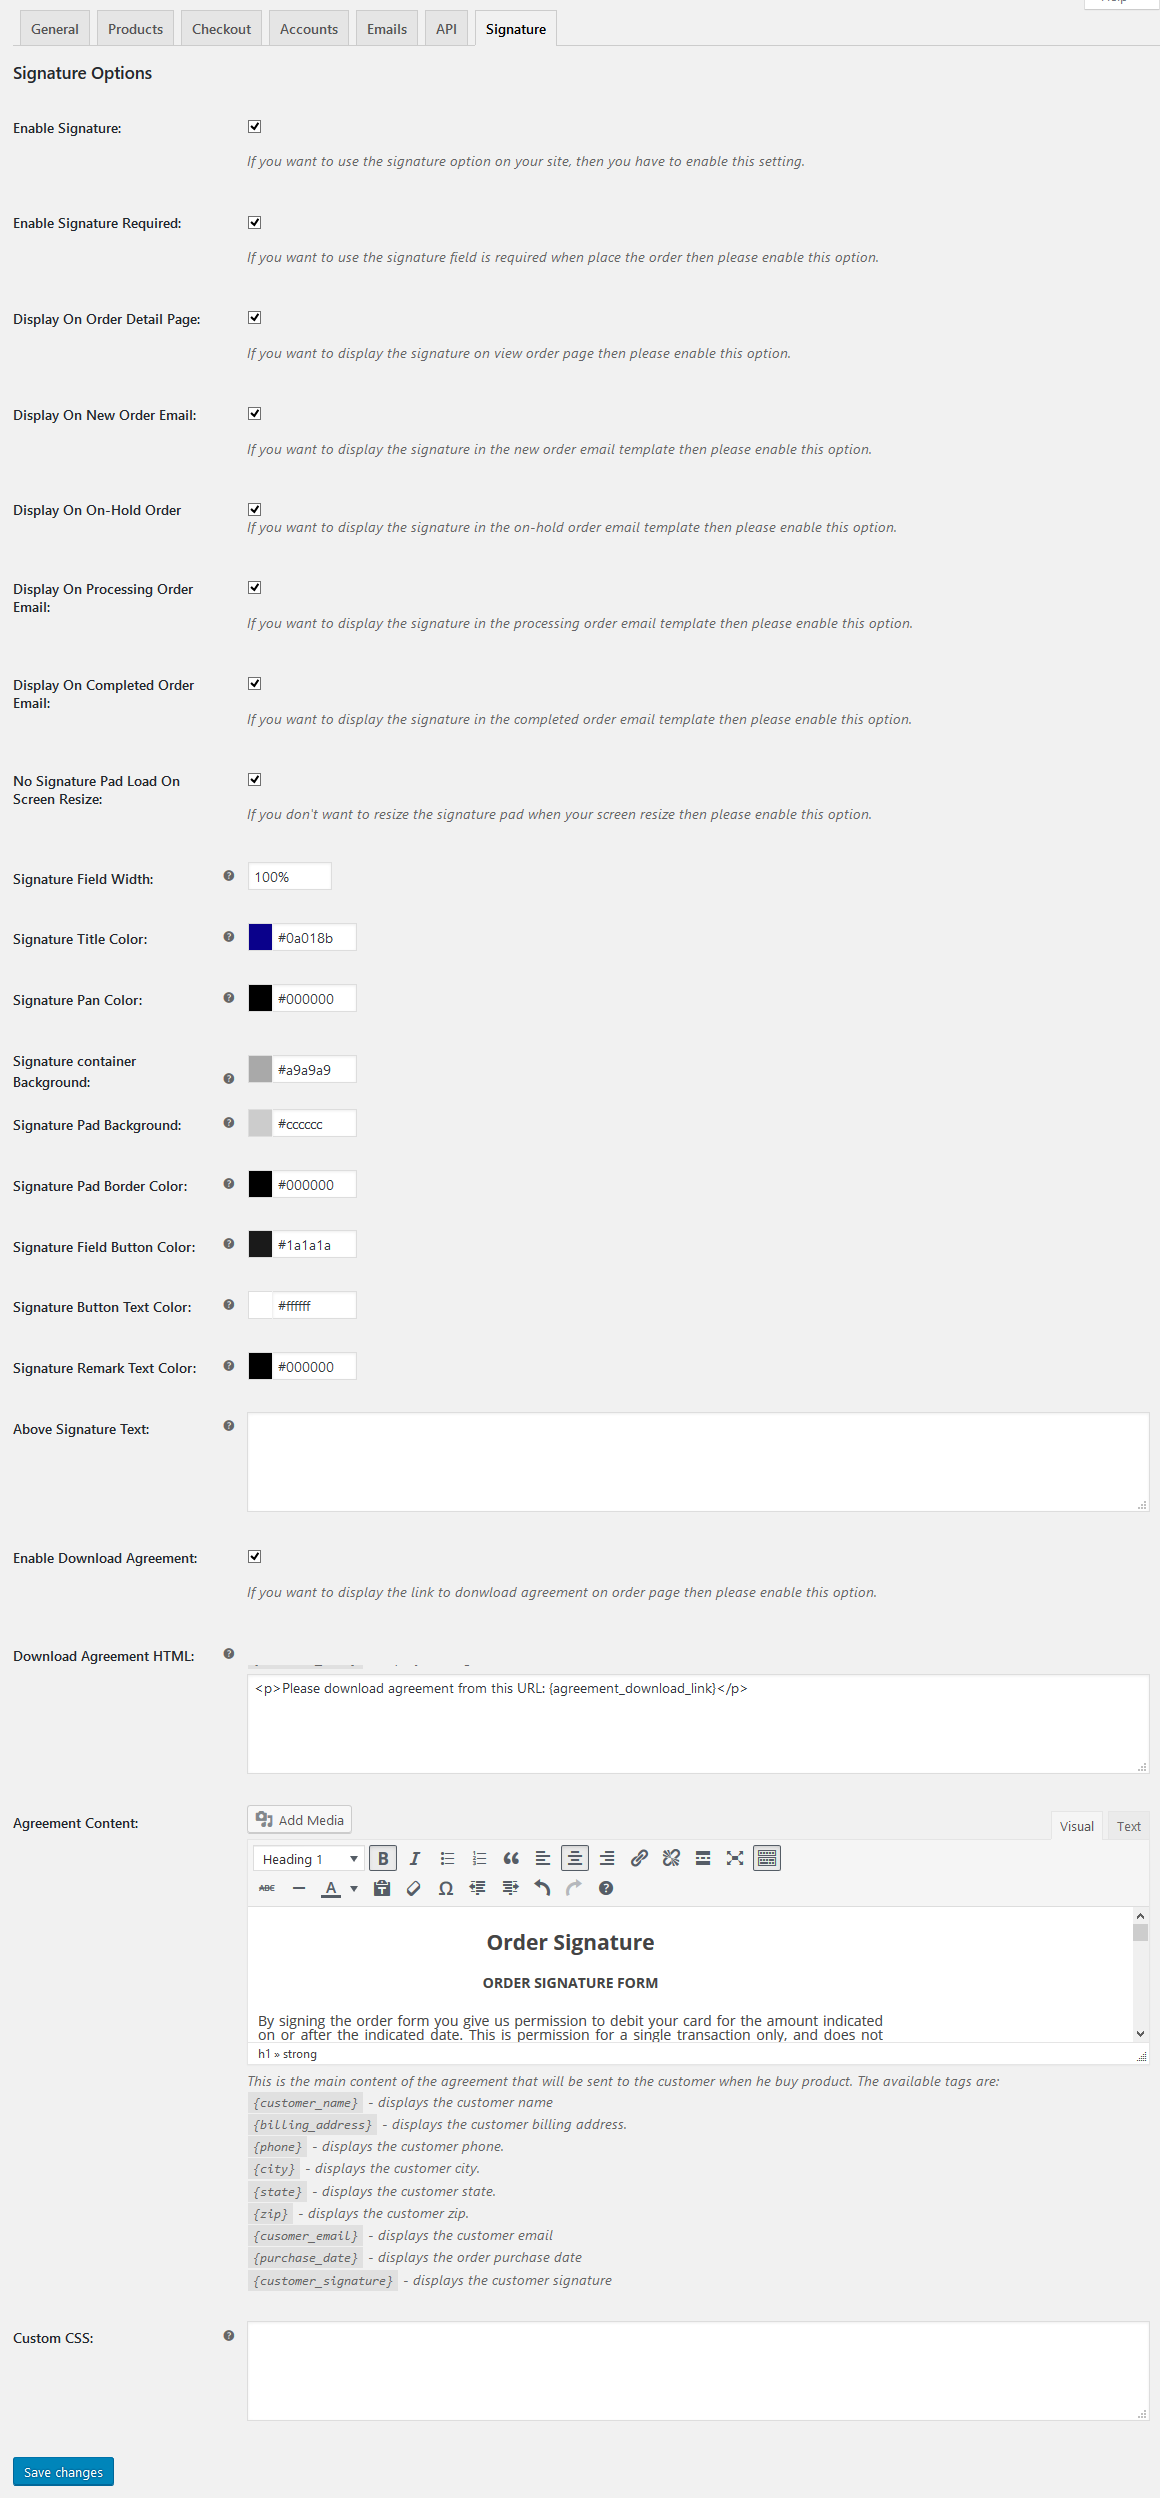 General Products Checkout Accounts Emails API Signature
Signature Options
Enable Signature:
If you want to use the signature option on your site, then you have to enable this setting.
Enable Signature Required:
If you want to use the signature field is required when place the order then please enable this option.
Display On Order Detail Page:
If you want to display the signature on view order page then please enable this option.
Display On New Order Email:
If you want to display the signature in the new order email template then please enable this option.
Display On On-Hold Order
If you want to display the signature in the on-hold order email template then please enable this option.
Display On Processing Order
Email:
If you want to display the signature in the processing order email template then please enable this option.
Display On Completed Order
Email:
If you want to display the signature in the completed order email template then please enable this option.
No Signature Pad Load On
Screen Resize:
If you don't want to resize the signature pad when your screen resize then please enable this option.
Signature Field Width: 100%
Signature Title Color: #0a018b
Signature Pan Color: #000000
Signature container
Background: #a9a9a9
Signature Pad Background: #cccccc
Signature Pad Border Color: #000000
Signature Field Button Color: #1a1a1a
Signature Button Text Color: #ffffff
Signature Remark Text Color: #000000
Above Signature Text:
Enable Download Agreement:
If you want to display the link to donwload agreement on order page then please enable this option.
Download Agreement HTML:
<p>Please download agreement from this URL: {agreement_download_link}</p>
Agreement Content: Add Media Visual Text
Heading 1 B I
ABC A Ω
Order Signature
ORDER SIGNATURE FORM
By signing the order form you give us permission to debit your card for the amount indicated
on or after the indicated date. This is permission for a single transaction only, and does not
h1 » strong
This is the main content of the agreement that will be sent to the customer when he buy product. The available tags are:
{customer_name} - displays the customer name
{billing_address} - displays the customer billing address.
{phone} - displays the customer phone.
{city} - displays the customer city.
{state} - displays the customer state.
{zip} - displays the customer zip.
{cusomer_email} - displays the customer email
{purchase_date} - displays the order purchase date
{customer_signature} - displays the customer signature
Custom CSS:
Save changes